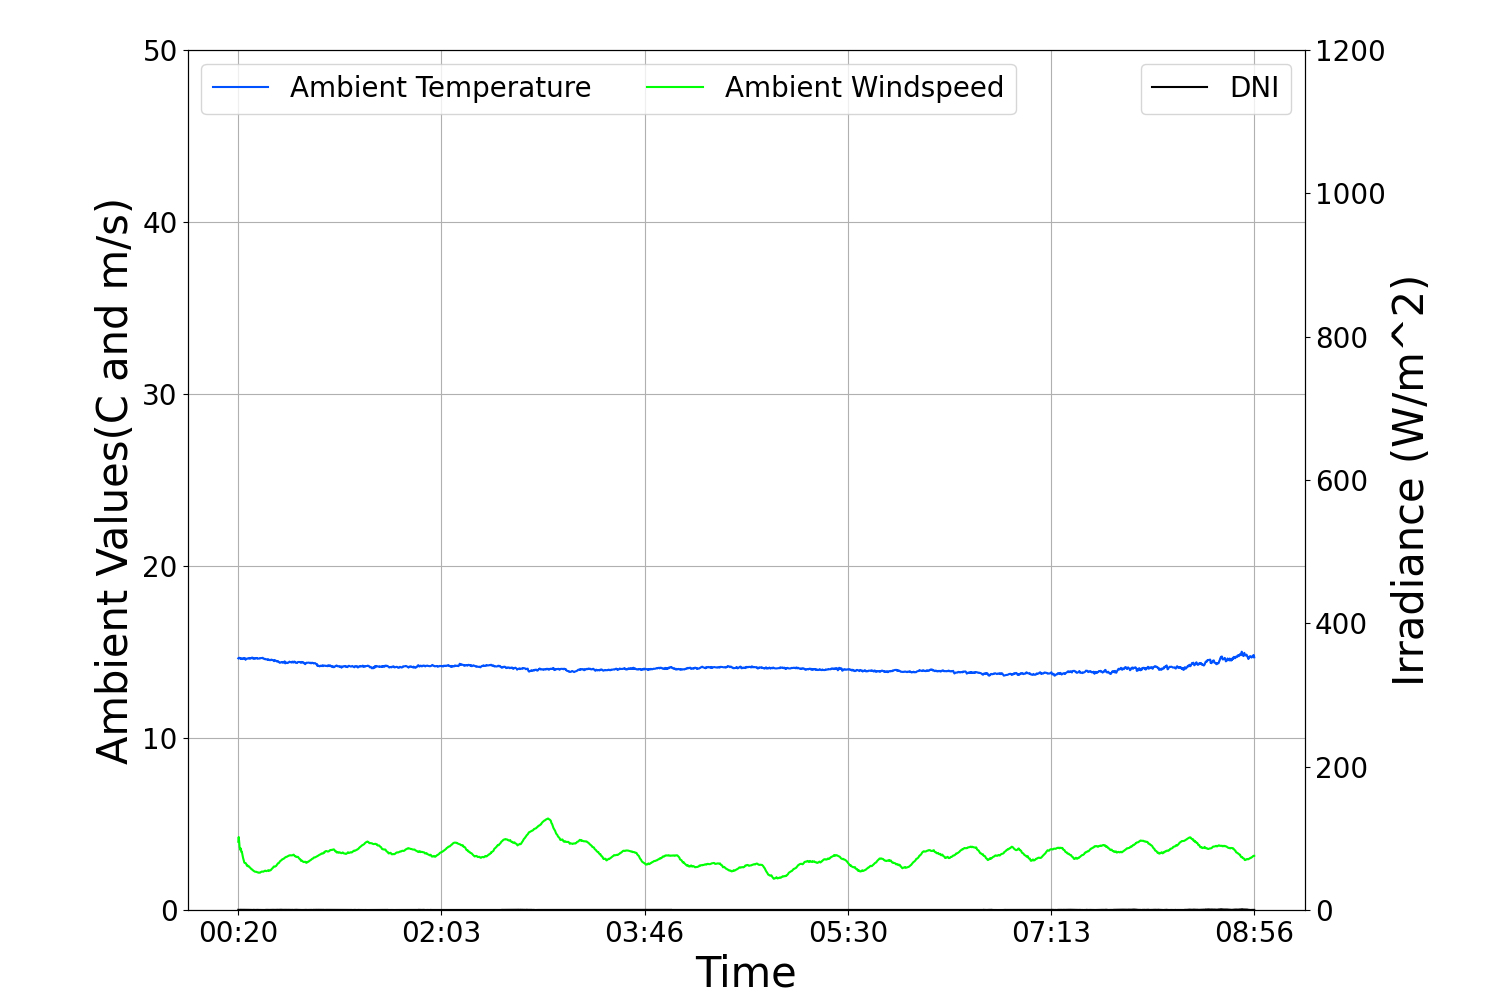 Ambient Temperature Ambient Windspeed DNI
Ambient Values(C and m/s)
50
40
30
20
10
0
1200
1000
800
600
400
200
0
Irradiance (W/m^2)
00:20 02:03 03:46 05:30 07:13 08:56
Time